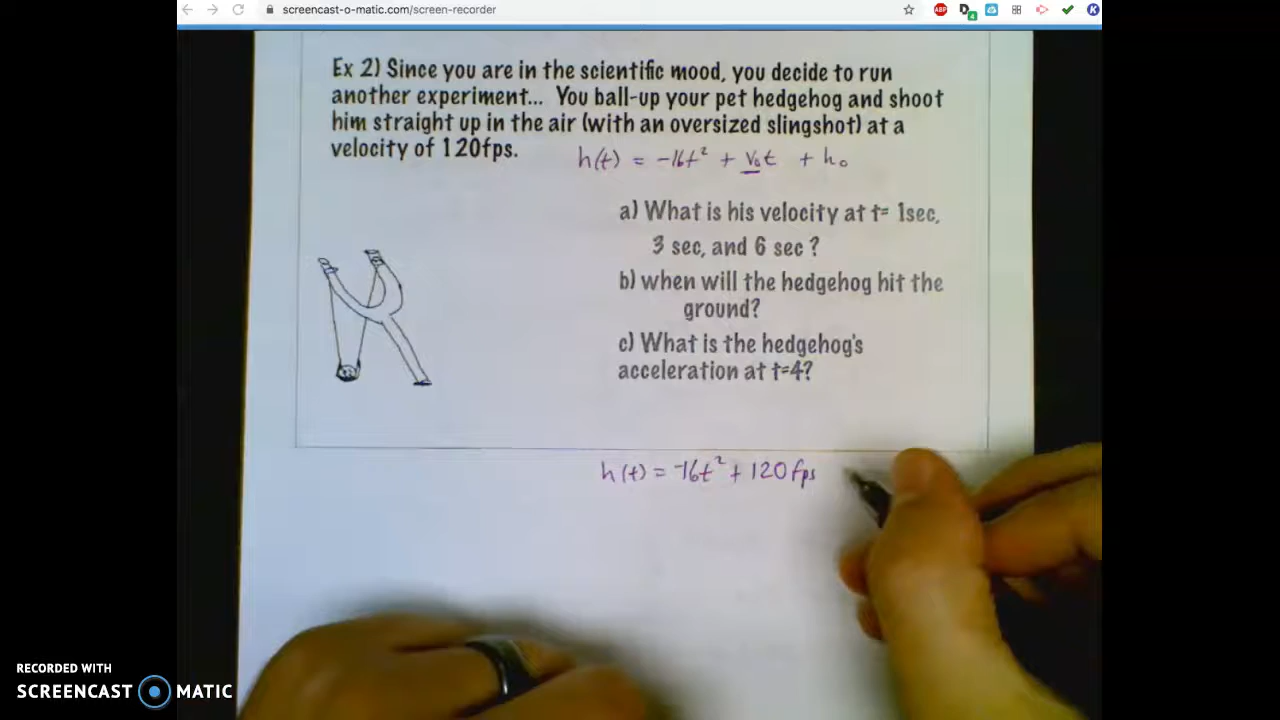 screencast-o-matic.com/screen-recorder
ABP
4
K
Ex 2) Since you are in the scientific mood, you decide to run
another experiment... You ball-up your pet hedgehog and shoot
him straight up in the air (with an oversized slingshot) at a
velocity of 120fps.
h(t) = -16t² + v₀t + h₀
a) What is his velocity at t= 1sec,
3 sec, and 6 sec ?
b) when will the hedgehog hit the
ground?
c) What is the hedgehog's
acceleration at t=4?
h(t) = -16t² + 120fps
RECORDED WITH
SCREENCAST MATIC